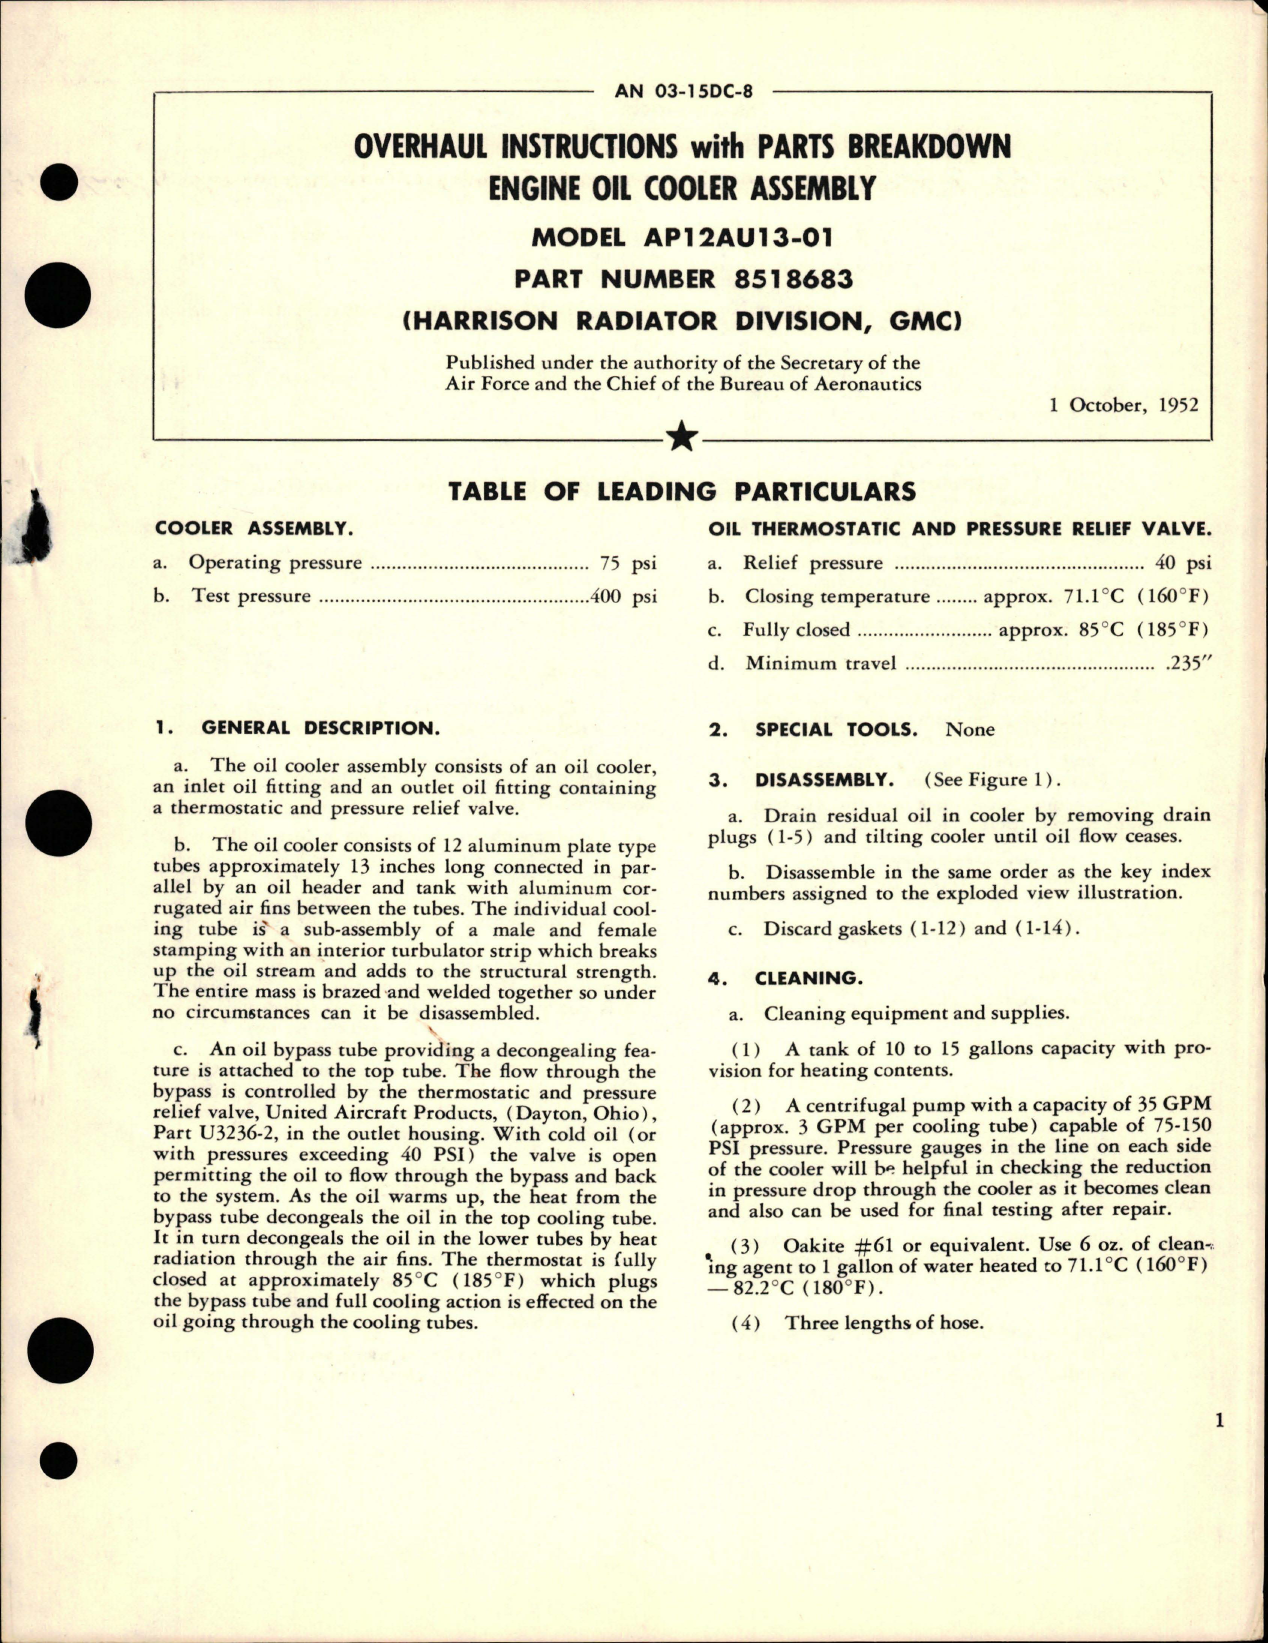 AN 03-15DC-8
OVERHAUL INSTRUCTIONS with PARTS BREAKDOWN
ENGINE OIL COOLER ASSEMBLY
MODEL AP12AU13-01
PART NUMBER 8518683
(HARRISON RADIATOR DIVISION, GMC)
Published under the authority of the Secretary of the
Air Force and the Chief of the Bureau of Aeronautics
1 October, 1952
TABLE OF LEADING PARTICULARS
COOLER ASSEMBLY.
a. Operating pressure .......................................... 75 psi
b. Test pressure ....................................................400 psi
OIL THERMOSTATIC AND PRESSURE RELIEF VALVE.
a. Relief pressure ................................................ 40 psi
b. Closing temperature ........ approx. 71.1°C (160°F)
c. Fully closed .......................... approx. 85°C (185°F)
d. Minimum travel ................................................ .235″
1. GENERAL DESCRIPTION.
a. The oil cooler assembly consists of an oil cooler,
an inlet oil fitting and an outlet oil fitting containing
a thermostatic and pressure relief valve.
b. The oil cooler consists of 12 aluminum plate type
tubes approximately 13 inches long connected in par-
allel by an oil header and tank with aluminum cor-
rugated air fins between the tubes. The individual cool-
ing tube is a sub-assembly of a male and female
stamping with an interior turbulator strip which breaks
up the oil stream and adds to the structural strength.
The entire mass is brazed and welded together so under
no circumstances can it be disassembled.
c. An oil bypass tube providing a decongealing fea-
ture is attached to the top tube. The flow through the
bypass is controlled by the thermostatic and pressure
relief valve, United Aircraft Products, (Dayton, Ohio),
Part U3236-2, in the outlet housing. With cold oil (or
with pressures exceeding 40 PSI) the valve is open
permitting the oil to flow through the bypass and back
to the system. As the oil warms up, the heat from the
bypass tube decongeals the oil in the top cooling tube.
It in turn decongeals the oil in the lower tubes by heat
radiation through the air fins. The thermostat is fully
closed at approximately 85°C (185°F) which plugs
the bypass tube and full cooling action is effected on the
oil going through the cooling tubes.
2. SPECIAL TOOLS. None
3. DISASSEMBLY. (See Figure 1).
a. Drain residual oil in cooler by removing drain
plugs (1-5) and tilting cooler until oil flow ceases.
b. Disassemble in the same order as the key index
numbers assigned to the exploded view illustration.
c. Discard gaskets (1-12) and (1-14).
4. CLEANING.
a. Cleaning equipment and supplies.
(1) A tank of 10 to 15 gallons capacity with pro-
vision for heating contents.
(2) A centrifugal pump with a capacity of 35 GPM
(approx. 3 GPM per cooling tube) capable of 75-150
PSI pressure. Pressure gauges in the line on each side
of the cooler will be helpful in checking the reduction
in pressure drop through the cooler as it becomes clean
and also can be used for final testing after repair.
(3) Oakite #61 or equivalent. Use 6 oz. of clean-
ing agent to 1 gallon of water heated to 71.1°C (160°F)
— 82.2°C (180°F).
(4) Three lengths of hose.
1